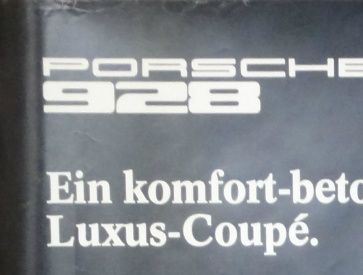 PORSCHE
928
Ein komfort-beto
Luxus-Coupé.